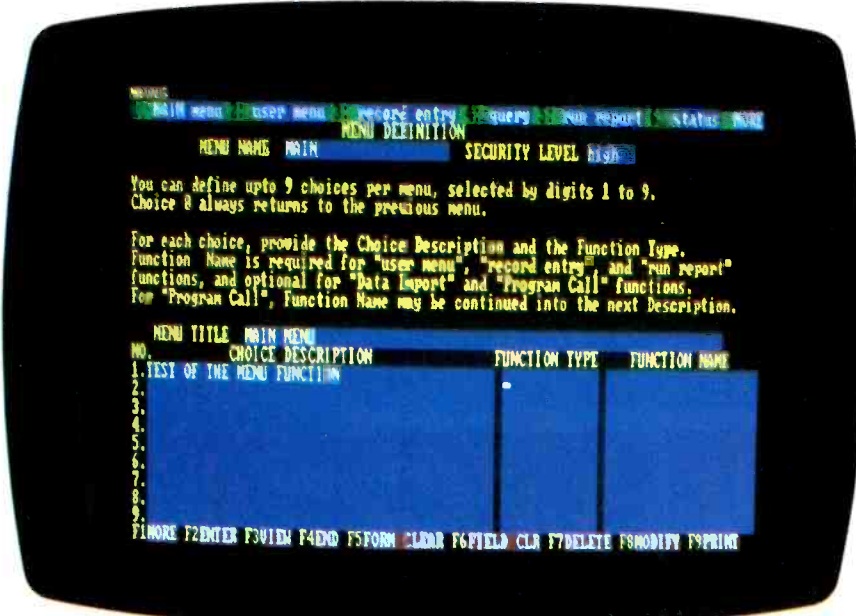 MAIN menu user menu record entry query run report status MORE
MENU DEFINITION
MENU NAME MAIN SECURITY LEVEL high
You can define upto 9 choices per menu, selected by digits 1 to 9.
Choice 0 always returns to the previous menu.
For each choice, provide the Choice Description and the Function Type.
Function Name is required for "user menu", "record entry", and "run report"
functions, and optional for "Data Import" and "Program Call" functions.
For "Program Call", Function Name may be continued into the next Description.
MENU TITLE MAIN MENU
NO. CHOICE DESCRIPTION FUNCTION TYPE FUNCTION NAME
1.TEST OF THE MENU FUNCTION
2.
3.
4.
5.
6.
7.
8.
9.
F1MORE F2ENTER F3VIEW F4END F5FORM CLEAR F6FIELD CLR F7DELETE F8MODIFY F9PRINT